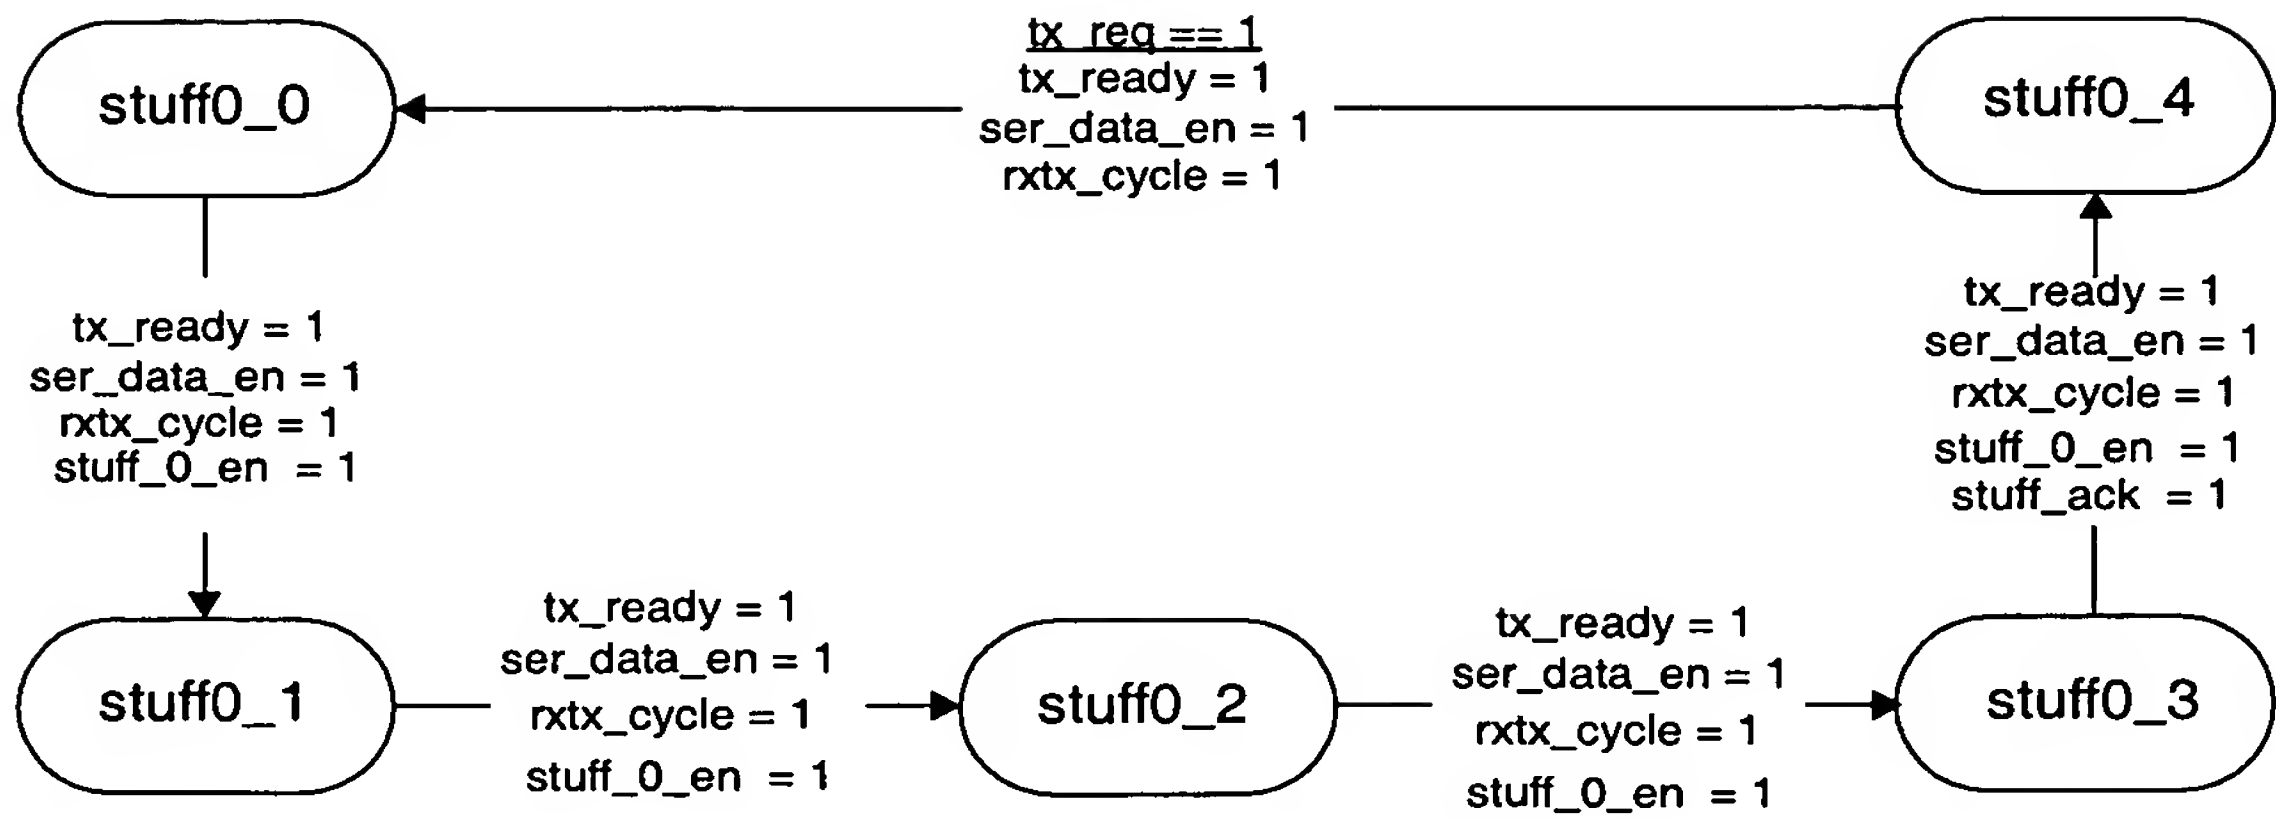 stuff0_0
tx_req == 1
tx_ready = 1
ser_data_en = 1
rxtx_cycle = 1
stuff0_4
tx_ready = 1
ser_data_en = 1
rxtx_cycle = 1
stuff_0_en = 1
tx_ready = 1
ser_data_en = 1
rxtx_cycle = 1
stuff_0_en = 1
stuff_ack = 1
stuff0_1
tx_ready = 1
ser_data_en = 1
rxtx_cycle = 1
stuff_0_en = 1
stuff0_2
tx_ready = 1
ser_data_en = 1
rxtx_cycle = 1
stuff_0_en = 1
stuff0_3